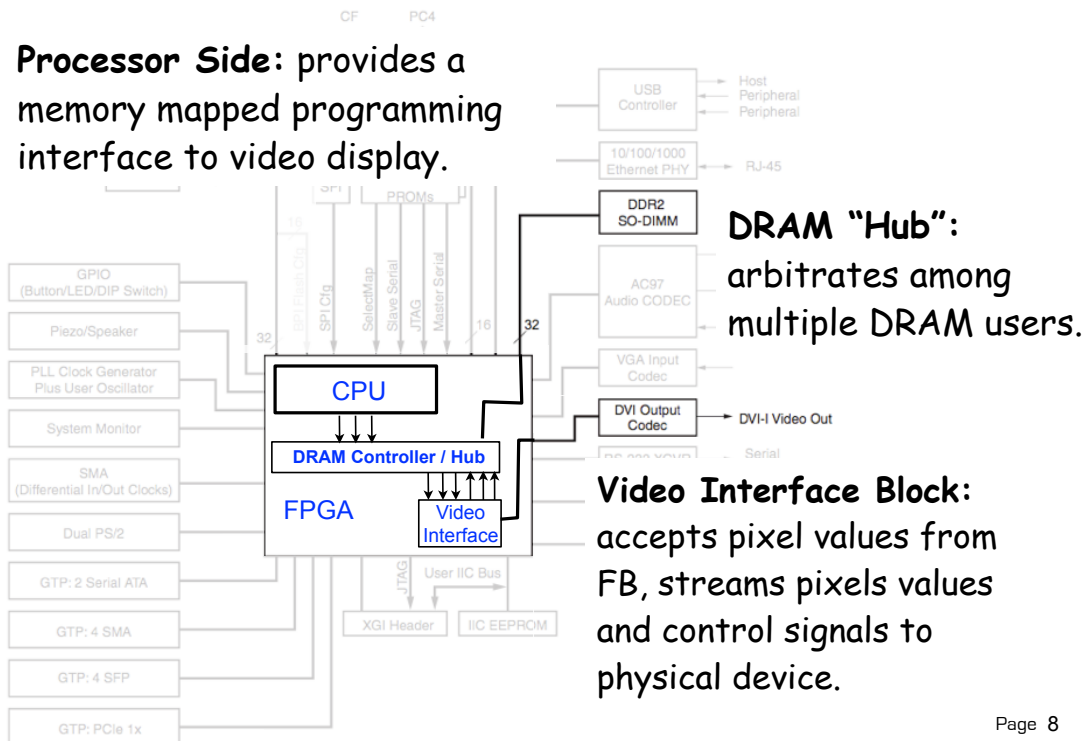 CF PC4
Processor Side: provides a
memory mapped programming
interface to video display.
USB
Controller
Host
Peripheral
Peripheral
10/100/1000
Ethernet PHY
RJ-45
SPI
PROMs
DDR2
SO-DIMM
DRAM “Hub”:
arbitrates among
multiple DRAM users.
16
BPI Flash Cfg
SPI Cfg
SelectMap
Slave Serial
JTAG
Master Serial
AC97
Audio CODEC
GPIO
(Button/LED/DIP Switch)
Piezo/Speaker
32
16
32
PLL Clock Generator
Plus User Oscillator
VGA Input
Codec
CPU
System Monitor
DVI Output
Codec
DVI-I Video Out
DRAM Controller / Hub
RS-232 XCVR
Serial
SMA
(Differential In/Out Clocks)
FPGA
Video
Interface
Video Interface Block:
accepts pixel values from
FB, streams pixels values
and control signals to
physical device.
Dual PS/2
GTP: 2 Serial ATA
JTAG
User IIC Bus
XGI Header
IIC EEPROM
GTP: 4 SMA
GTP: 4 SFP
GTP: PCIe 1x
Page 8